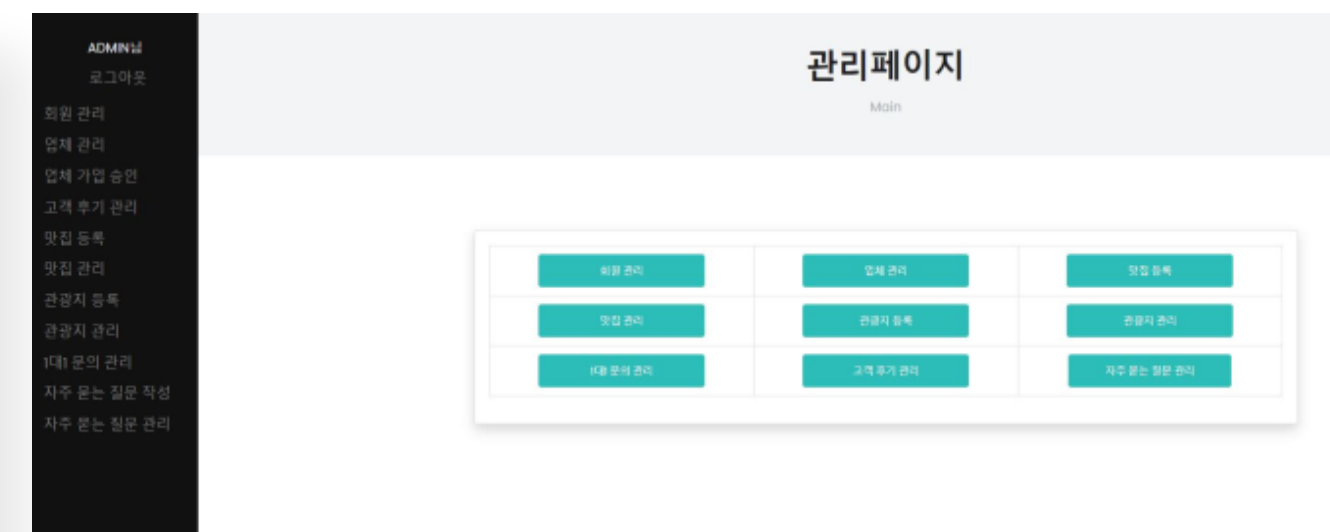 ADMIN님
로그아웃
회원 관리
업체 관리
업체 가입 승인
고객 후기 관리
맛집 등록
맛집 관리
관광지 등록
관광지 관리
1대1 문의 관리
자주 묻는 질문 작성
자주 묻는 질문 관리
관리페이지
Main
회원 관리
업체 관리
맛집 등록
맛집 관리
관광지 등록
관광지 관리
1대1 문의 관리
고객 후기 관리
자주 묻는 질문 관리